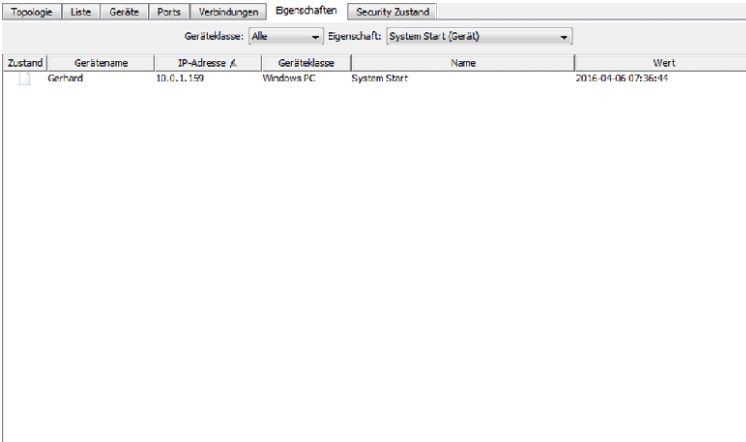 Topologie Liste Geräte Ports Verbindungen Eigenschaften Security Zustand
Geräteklasse: Alle Eigenschaft: System Start (Gerät)
Zustand Gerätename IP-Adresse Geräteklasse Name Wert
Gerhard 10.0.1.159 Windows PC System Start 2016-04-06 07:36:44